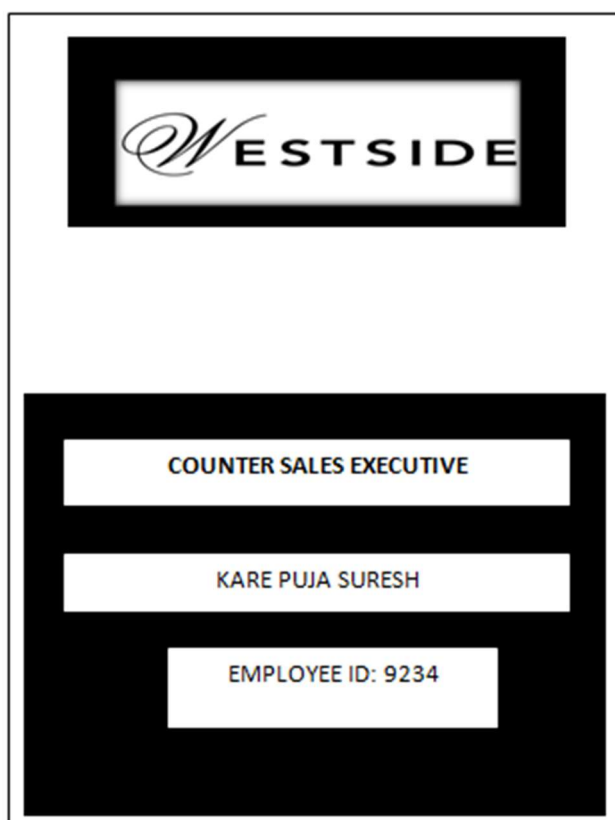 WESTSIDE
COUNTER SALES EXECUTIVE
KARE PUJA SURESH
EMPLOYEE ID: 9234